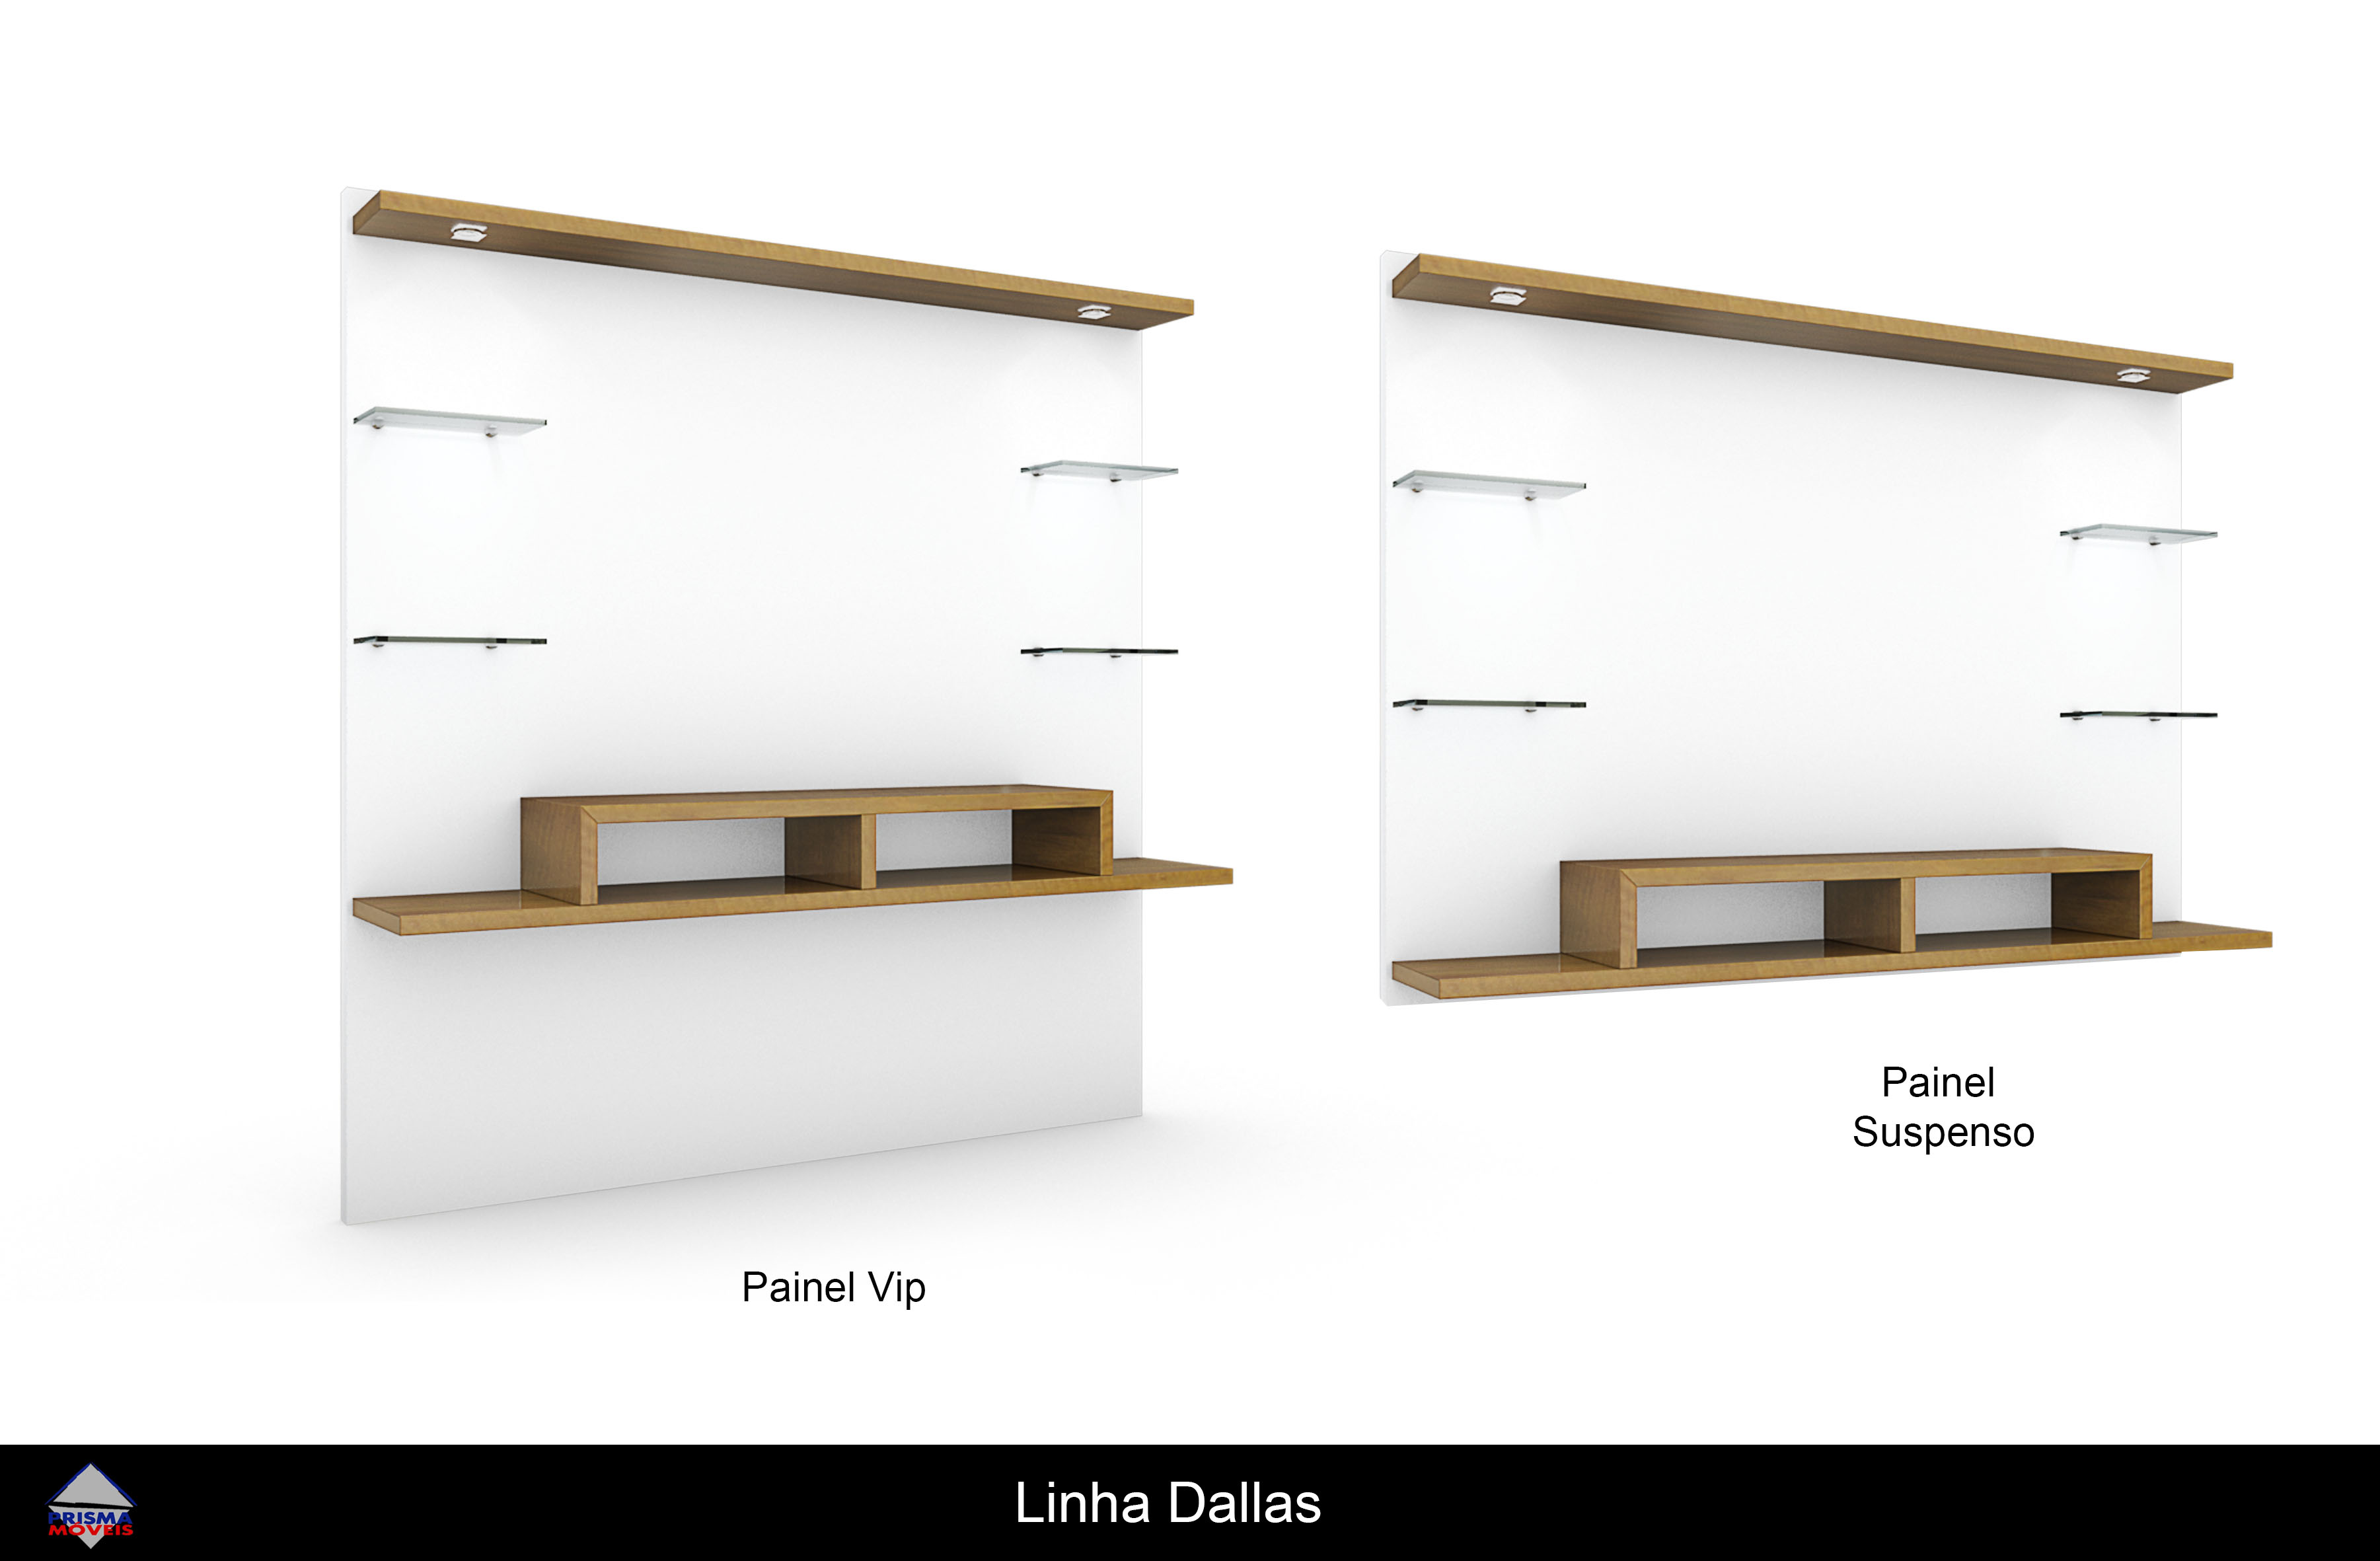 Painel Vip
Painel
Suspenso
Linha Dallas
PRISMA
MÓVEIS